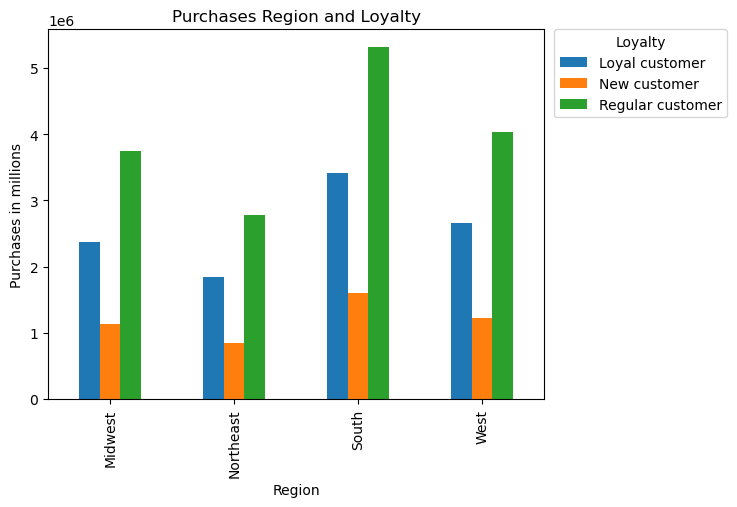 Purchases Region and Loyalty
1e6
Loyalty
Loyal customer
New customer
Regular customer
Purchases in millions
5
4
3
2
1
0
Midwest
Northeast
South
West
Region